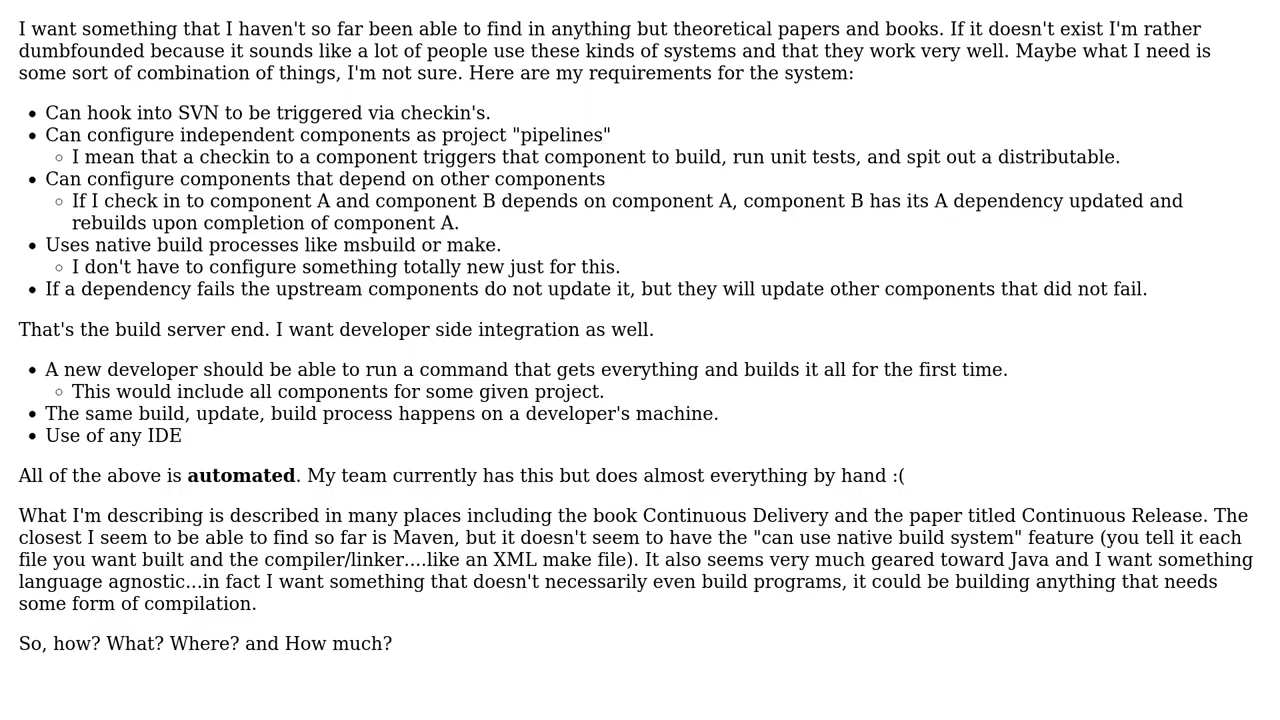 I want something that I haven't so far been able to find in anything but theoretical papers and books. If it doesn't exist I'm rather
dumbfounded because it sounds like a lot of people use these kinds of systems and that they work very well. Maybe what I need is
some sort of combination of things, I'm not sure. Here are my requirements for the system:
• Can hook into SVN to be triggered via checkin's.
• Can configure independent components as project "pipelines"
◦ I mean that a checkin to a component triggers that component to build, run unit tests, and spit out a distributable.
• Can configure components that depend on other components
◦ If I check in to component A and component B depends on component A, component B has its A dependency updated and
rebuilds upon completion of component A.
• Uses native build processes like msbuild or make.
◦ I don't have to configure something totally new just for this.
• If a dependency fails the upstream components do not update it, but they will update other components that did not fail.
That's the build server end. I want developer side integration as well.
• A new developer should be able to run a command that gets everything and builds it all for the first time.
◦ This would include all components for some given project.
• The same build, update, build process happens on a developer's machine.
• Use of any IDE
All of the above is automated. My team currently has this but does almost everything by hand :(
What I'm describing is described in many places including the book Continuous Delivery and the paper titled Continuous Release. The
closest I seem to be able to find so far is Maven, but it doesn't seem to have the "can use native build system" feature (you tell it each
file you want built and the compiler/linker....like an XML make file). It also seems very much geared toward Java and I want something
language agnostic...in fact I want something that doesn't necessarily even build programs, it could be building anything that needs
some form of compilation.
So, how? What? Where? and How much?